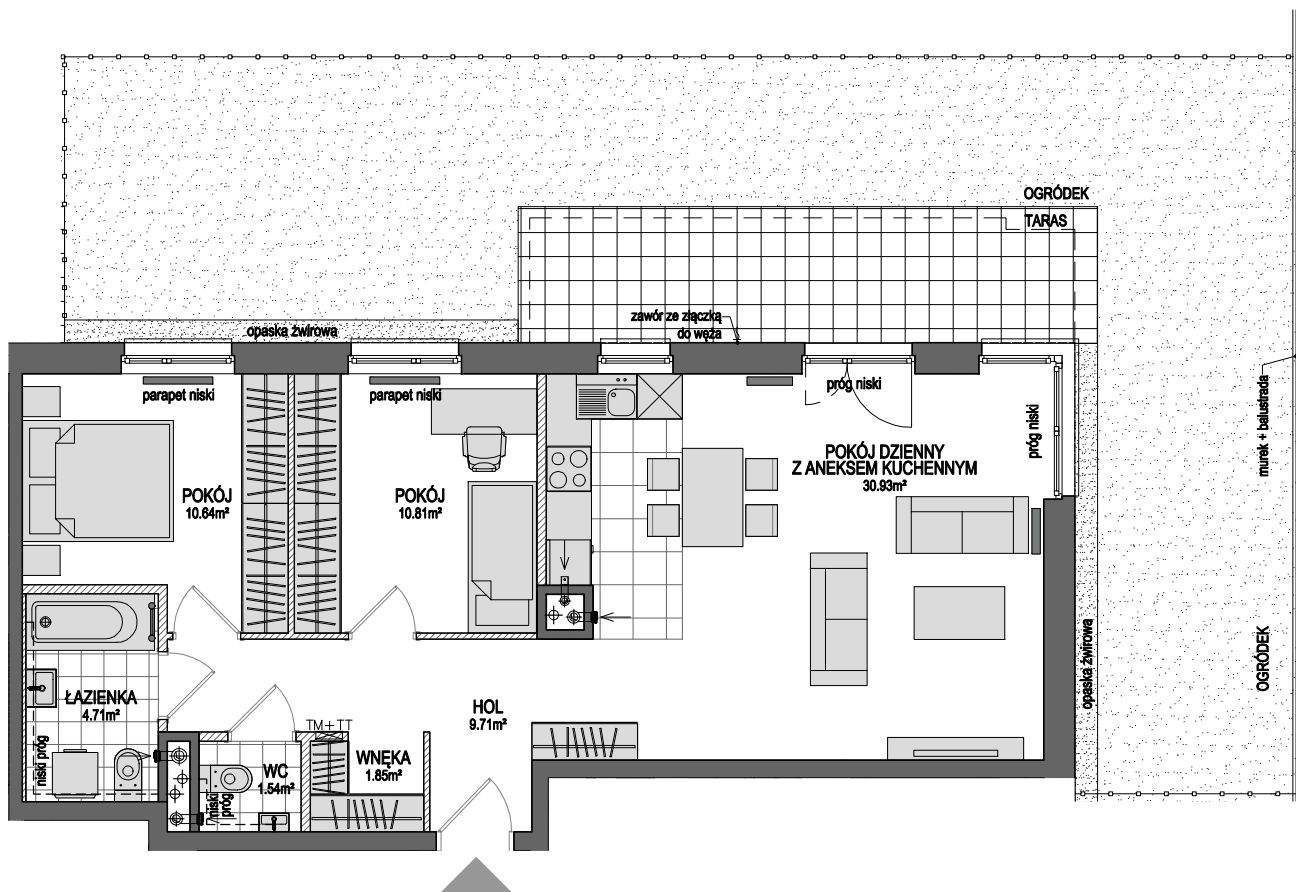 OGRÓDEK
TARAS
zawór ze złączką
do węża
opaska żwirowa
parapet niski
parapet niski
próg niski
próg niski
murek + balustrada
POKÓJ DZIENNY
Z ANEKSEM KUCHENNYM
30.93m²
POKÓJ
10.64m²
POKÓJ
10.81m²
ŁAZIENKA
4.71m²
niski próg
HOL
9.71m²
TM+TT
WNĘKA
1.85m²
WC
1.54m²
niski
próg
opaska żwirowa
OGRÓDEK